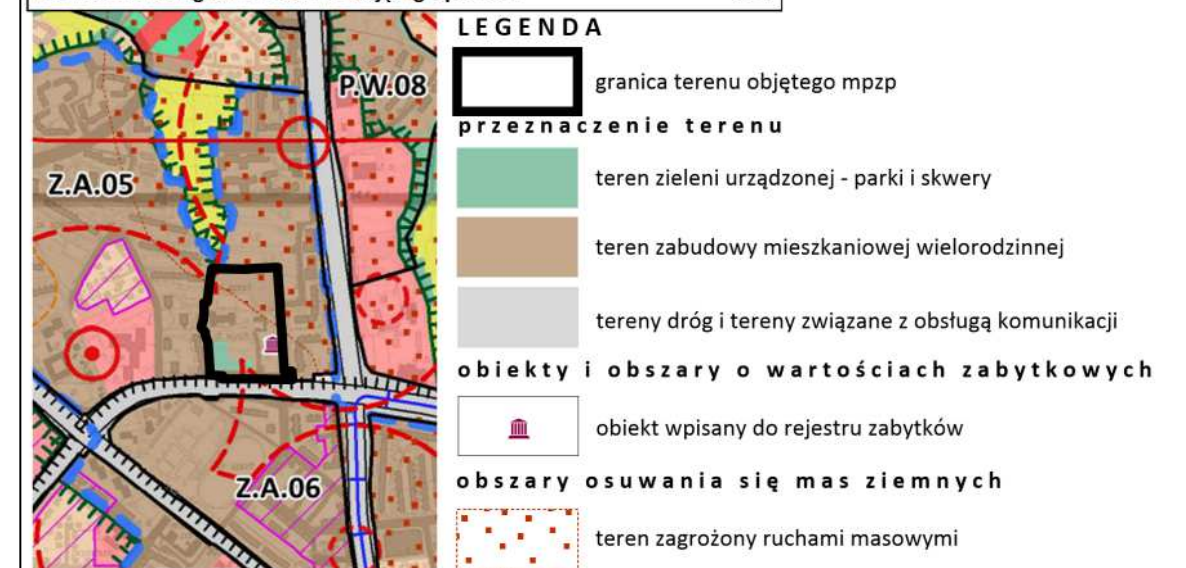 LEGENDA
granica terenu objętego mpzp
przeznaczenie terenu
teren zieleni urządzonej - parki i skwery
teren zabudowy mieszkaniowej wielorodzinnej
tereny dróg i tereny związane z obsługą komunikacji
obiekty i obszary o wartościach zabytkowych
obiekt wpisany do rejestru zabytków
obszary osuwania się mas ziemnych
teren zagrożony ruchami masowymi
P.W.08
Z.A.05
Z.A.06